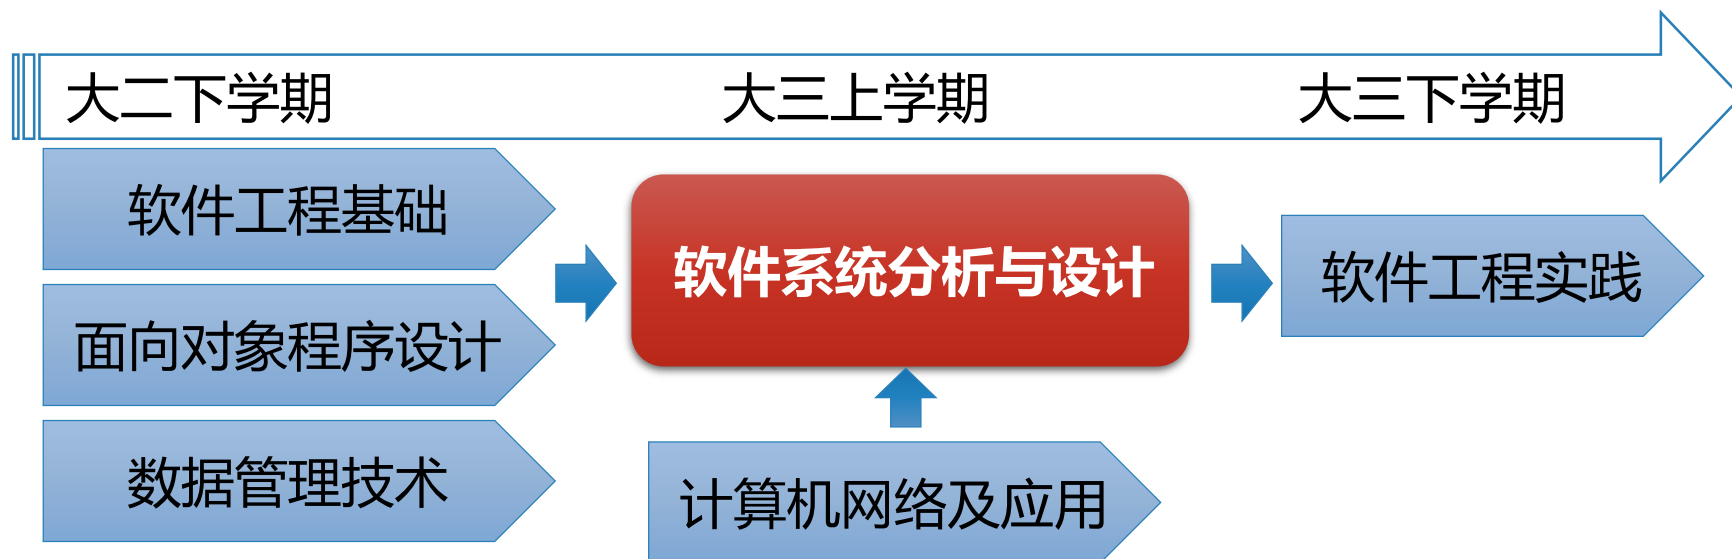 大二下学期
大三上学期
大三下学期
软件工程基础
面向对象程序设计
数据管理技术
软件系统分析与设计
计算机网络及应用
软件工程实践